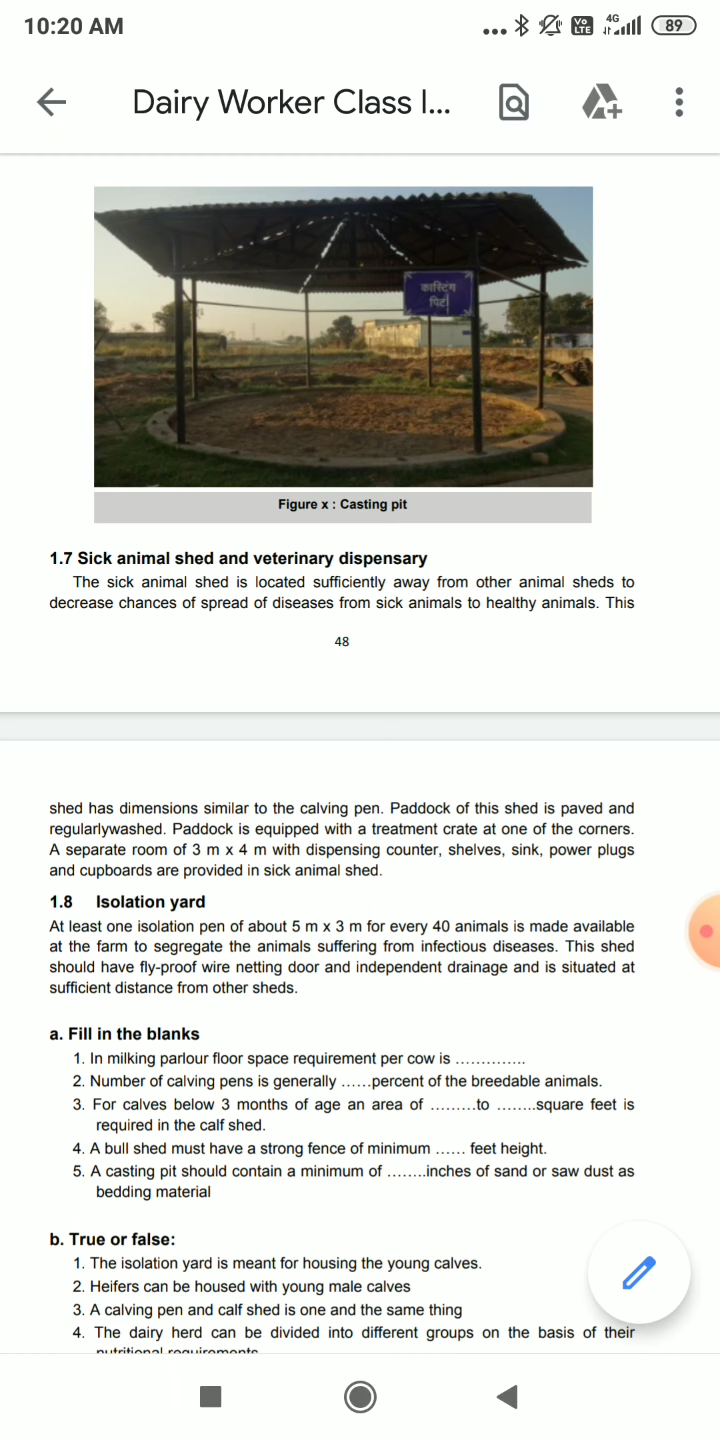 10:20 AM
Vo
LTE
4G
89
Dairy Worker Class I...
कास्टिंग
पिट
Figure x : Casting pit
1.7 Sick animal shed and veterinary dispensary
The sick animal shed is located sufficiently away from other animal sheds to
decrease chances of spread of diseases from sick animals to healthy animals. This
48
shed has dimensions similar to the calving pen. Paddock of this shed is paved and
regularlywashed. Paddock is equipped with a treatment crate at one of the corners.
A separate room of 3 m x 4 m with dispensing counter, shelves, sink, power plugs
and cupboards are provided in sick animal shed.
1.8 Isolation yard
At least one isolation pen of about 5 m x 3 m for every 40 animals is made available
at the farm to segregate the animals suffering from infectious diseases. This shed
should have fly-proof wire netting door and independent drainage and is situated at
sufficient distance from other sheds.
a. Fill in the blanks
1. In milking parlour floor space requirement per cow is …………..
2. Number of calving pens is generally ……percent of the breedable animals.
3. For calves below 3 months of age an area of ………to ……..square feet is
required in the calf shed.
4. A bull shed must have a strong fence of minimum …… feet height.
5. A casting pit should contain a minimum of ……..inches of sand or saw dust as
bedding material
b. True or false:
1. The isolation yard is meant for housing the young calves.
2. Heifers can be housed with young male calves
3. A calving pen and calf shed is one and the same thing
4. The dairy herd can be divided into different groups on the basis of their
nutritional requirements